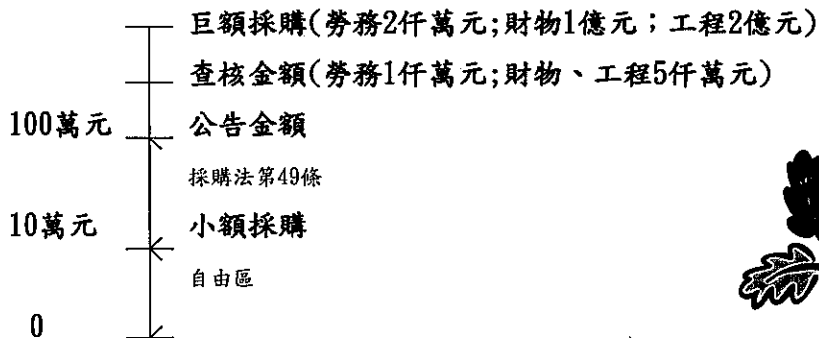 巨額採購(勞務2仟萬元;財物1億元；工程2億元)
查核金額(勞務1仟萬元;財物、工程5仟萬元)
100萬元 公告金額
採購法第49條
10萬元 小額採購
自由區
0